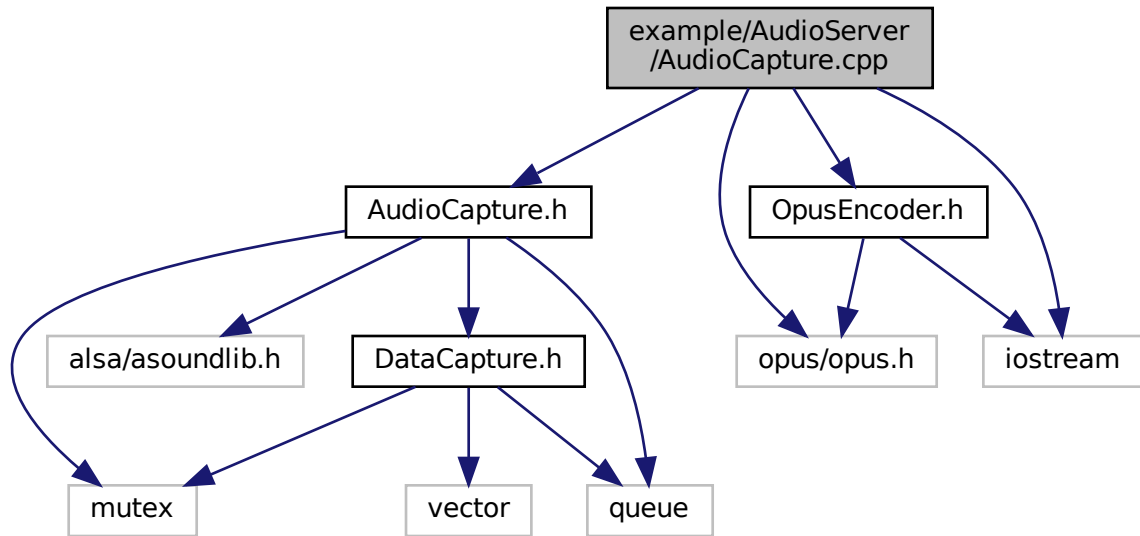 example/AudioServer
/AudioCapture.cpp
AudioCapture.h
OpusEncoder.h
alsa/asoundlib.h
DataCapture.h
opus/opus.h
iostream
mutex
vector
queue